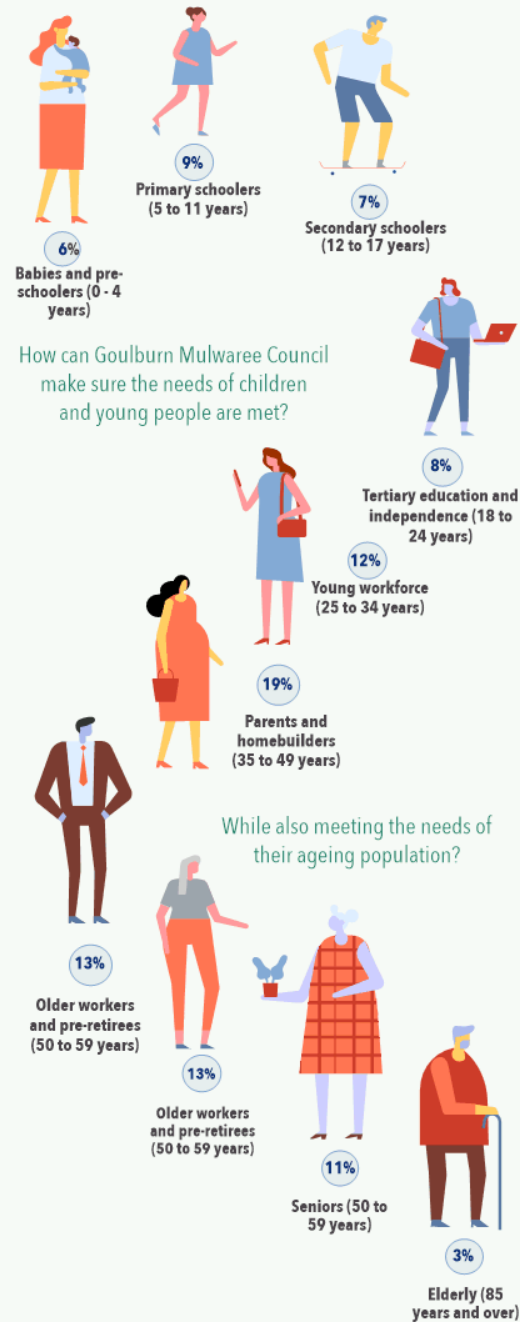 9%
Primary schoolers
(5 to 11 years)
7%
Secondary schoolers
(12 to 17 years)
6%
Babies and pre-
schoolers (0 - 4
years)
How can Goulburn Mulwaree Council
make sure the needs of children
and young people are met?
8%
Tertiary education and
independence (18 to
24 years)
12%
Young workforce
(25 to 34 years)
19%
Parents and
homebuilders
(35 to 49 years)
While also meeting the needs of
their ageing population?
13%
Older workers
and pre-retirees
(50 to 59 years)
13%
Older workers
and pre-retirees
(50 to 59 years)
11%
Seniors (50 to
59 years)
3%
Elderly (85
years and over)